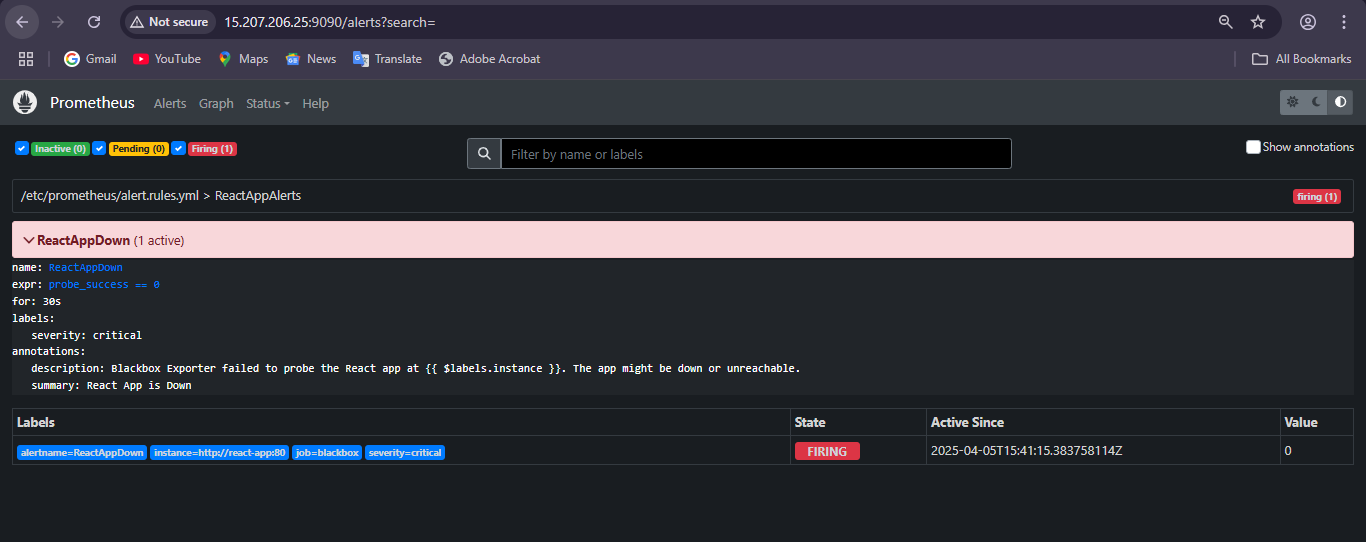 Not secure 15.207.206.25:9090/alerts?search=
Gmail YouTube Maps News Translate Adobe Acrobat All Bookmarks
Prometheus Alerts Graph Status Help
Inactive (0) Pending (0) Firing (1) Filter by name or labels Show annotations
/etc/prometheus/alert.rules.yml > ReactAppAlerts firing (1)
ReactAppDown (1 active)
name: ReactAppDown
expr: probe_success == 0
for: 30s
labels:
severity: critical
annotations:
description: Blackbox Exporter failed to probe the React app at {{ $labels.instance }}. The app might be down or unreachable.
summary: React App is Down
Labels State Active Since Value
alertname=ReactAppDown instance=http://react-app:80 job=blackbox severity=critical FIRING 2025-04-05T15:41:15.383758114Z 0